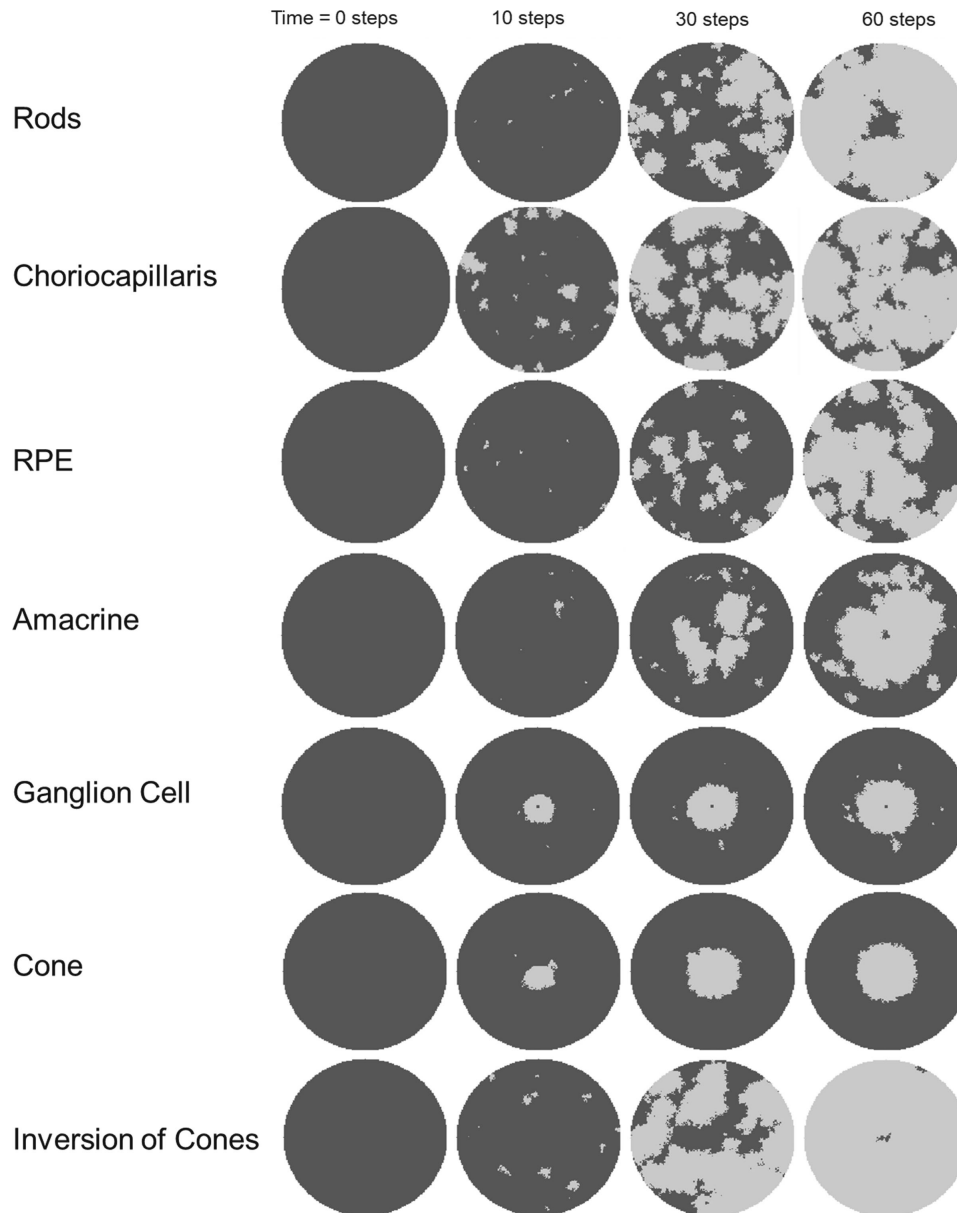 Time = 0 steps 10 steps 30 steps 60 steps
Rods
Choriocapillaris
RPE
Amacrine
Ganglion Cell
Cone
Inversion of Cones